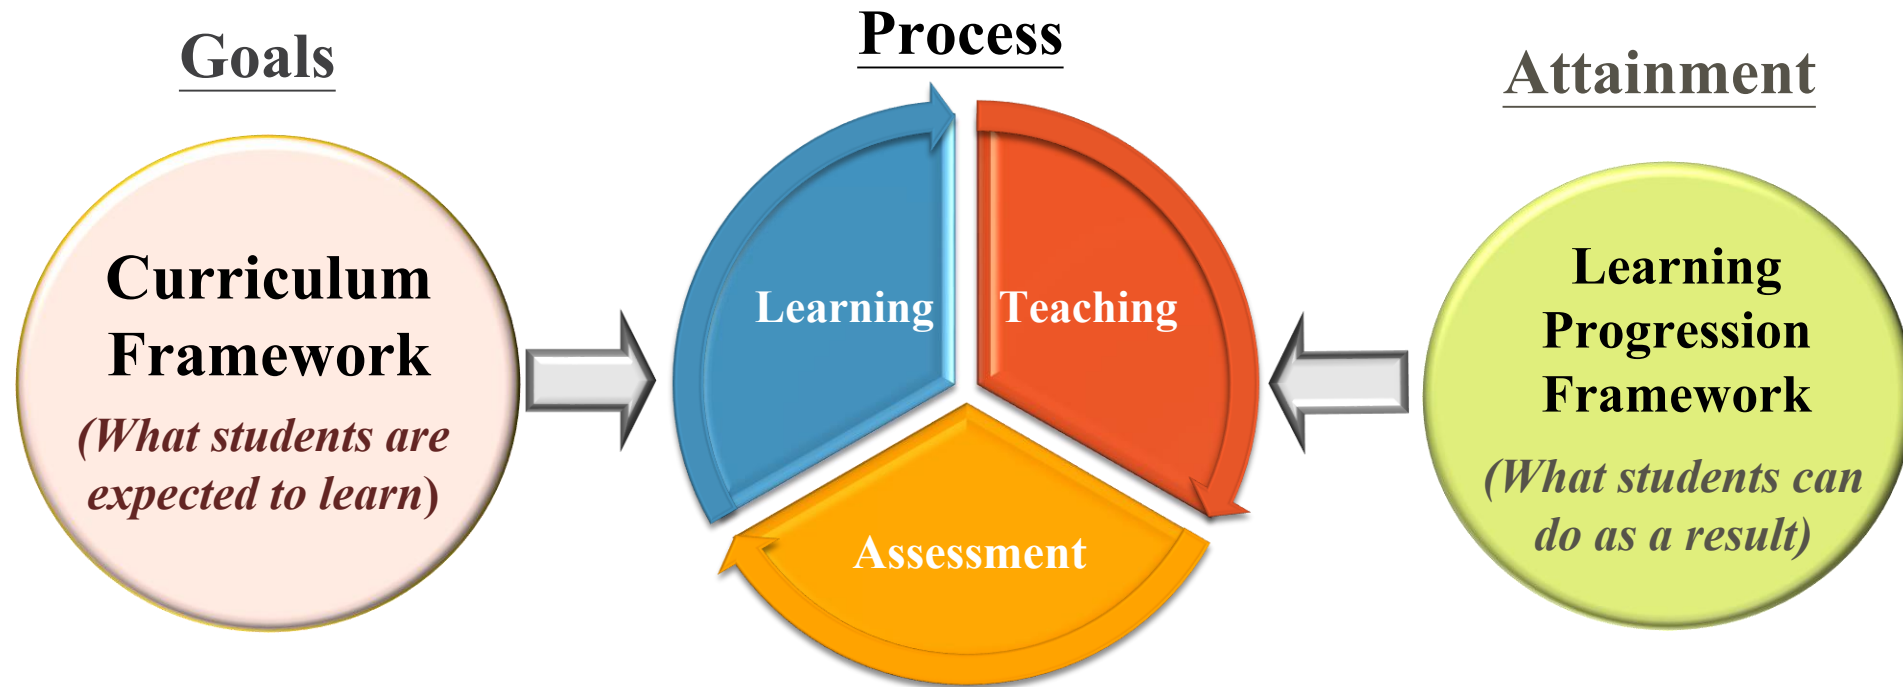 Goals
Process
Attainment
Curriculum
Framework
(What students are
expected to learn)
Learning
Teaching
Assessment
Learning
Progression
Framework
(What students can
do as a result)